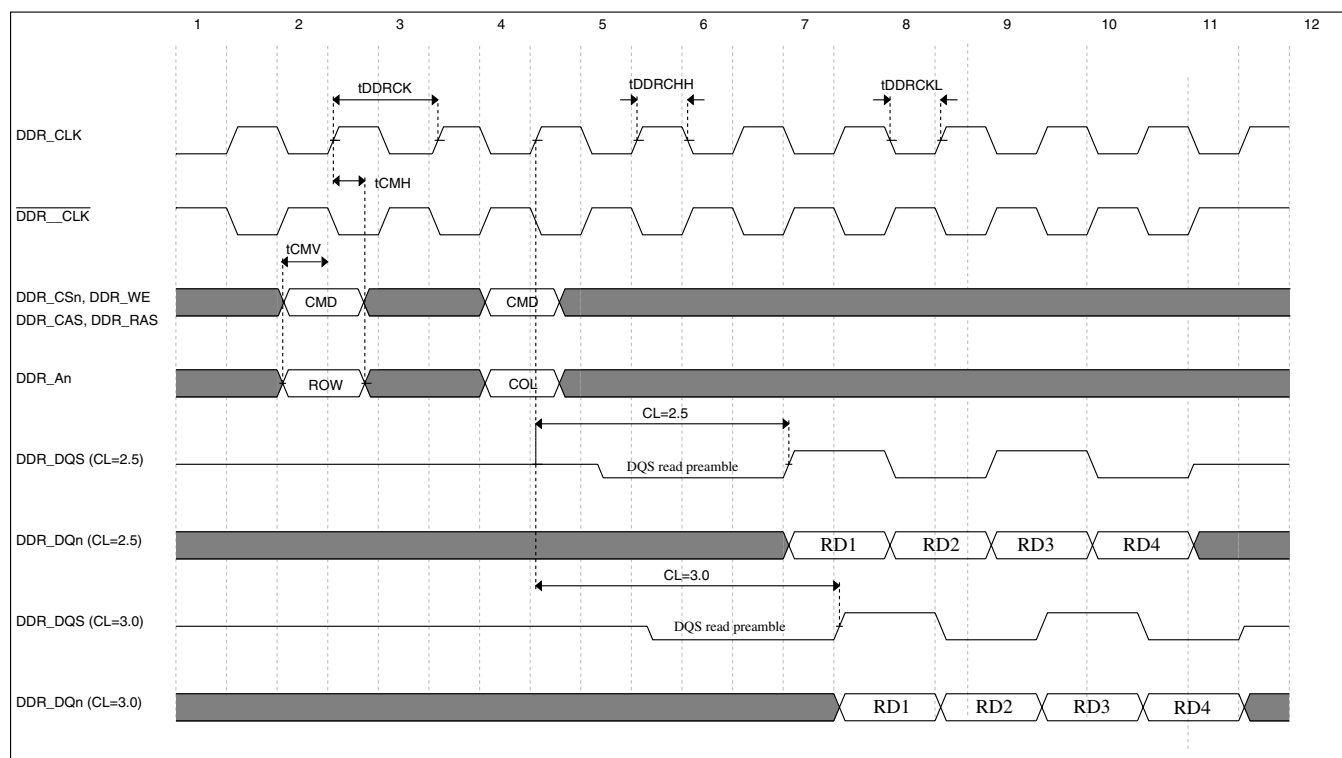 1 2 3 4 5 6 7 8 9 10 11 12
tDDRCK tDDRCHH tDDRCKL
DDR_CLK
tCMH
DDR__CLK
tCMV
DDR_CSn, DDR_WE
CMD CMD
DDR_CAS, DDR_RAS
DDR_An
ROW COL
CL=2.5
DDR_DQS (CL=2.5)
DQS read preamble
DDR_DQn (CL=2.5)
RD1 RD2 RD3 RD4
CL=3.0
DDR_DQS (CL=3.0)
DQS read preamble
DDR_DQn (CL=3.0)
RD1 RD2 RD3 RD4